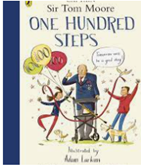 Sir Tom Moore
ONE HUNDRED
STEPS
100
Tomorrow will
be a good day
Illustrated by
Adam Larkum